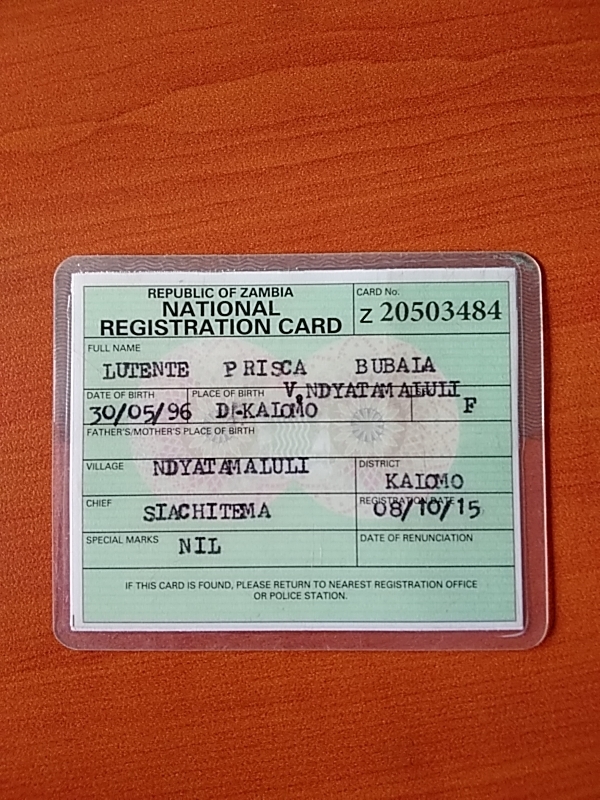 REPUBLIC OF ZAMBIA
NATIONAL
REGISTRATION CARD
CARD No.
Z 20503484
FULL NAME
LUTENTE PRISCA BUBALA
DATE OF BIRTH
30/05/96
PLACE OF BIRTH
V.NDYATAMALULI
D-KALOMO
F
FATHER'S/MOTHER'S PLACE OF BIRTH
VILLAGE NDYATAMALULI
DISTRICT
KALOMO
CHIEF SIACHITEMA
REGISTRATION DATE
08/10/15
SPECIAL MARKS NIL
DATE OF RENUNCIATION
IF THIS CARD IS FOUND, PLEASE RETURN TO NEAREST REGISTRATION OFFICE
OR POLICE STATION.